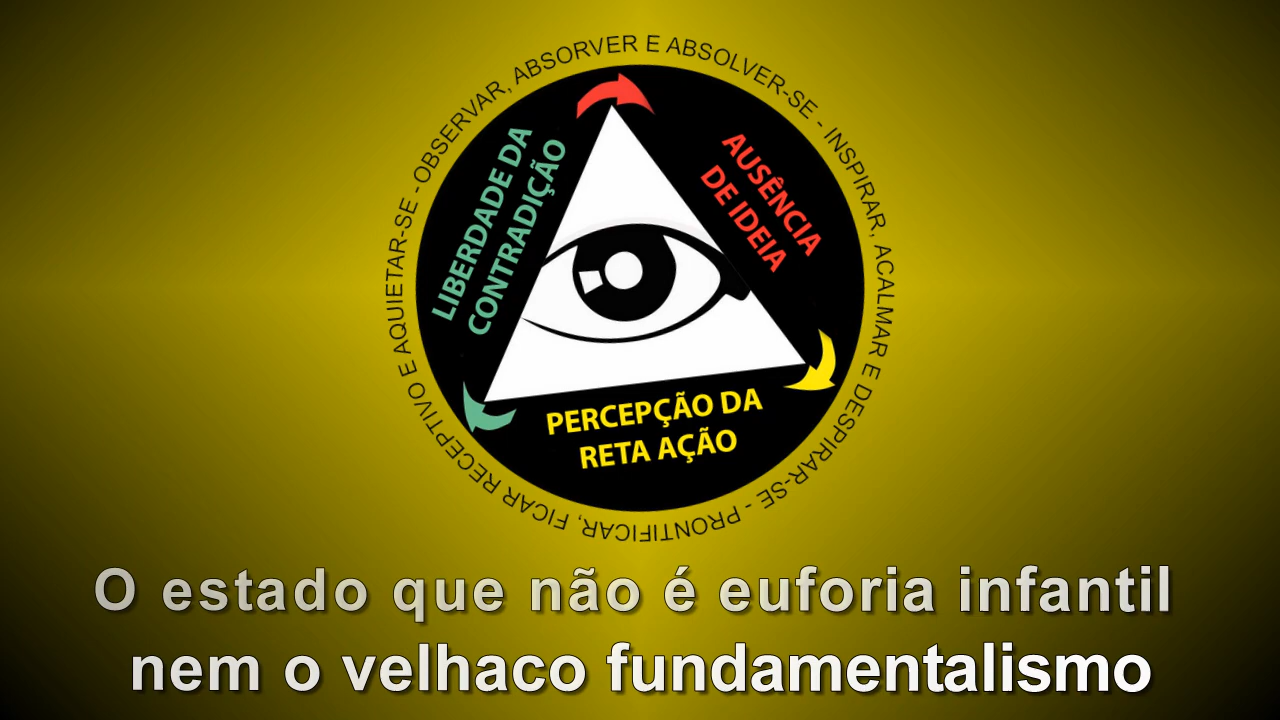 OBSERVAR, ABSORVER E ABSOLVER-SE - INSPIRAR, ACALMAR E DESPIRAR-SE - PRONTIFICAR, FICAR RECEPTIVO E AQUIETAR-SE -
LIBERDADE DA
CONTRADIÇÃO
AUSÊNCIA
DE IDEIA
PERCEPÇÃO DA
RETA AÇÃO
O estado que não é euforia infantil
nem o velhaco fundamentalismo